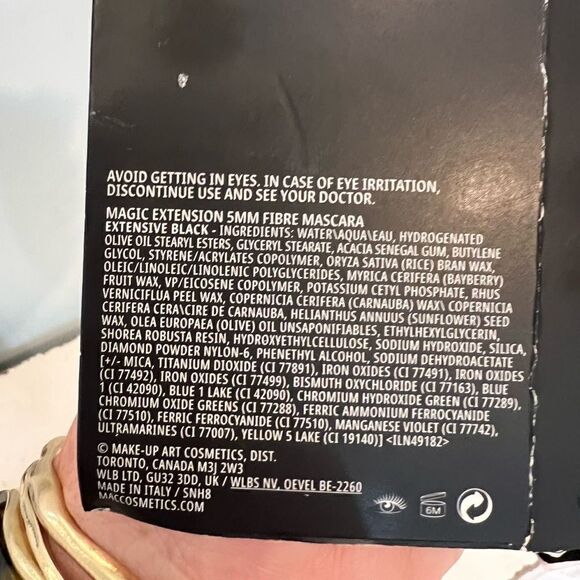 AVOID GETTING IN EYES. IN CASE OF EYE IRRITATION,
DISCONTINUE USE AND SEE YOUR DOCTOR.
MAGIC EXTENSION 5MM FIBRE MASCARA
EXTENSIVE BLACK - INGREDIENTS: WATER\AQUA\EAU, HYDROGENATED
OLIVE OIL STEARYL ESTERS, GLYCERYL STEARATE, ACACIA SENEGAL GUM, BUTYLENE
GLYCOL, STYRENE/ACRYLATES COPOLYMER, ORYZA SATIVA (RICE) BRAN WAX,
OLEIC/LINOLEIC/LINOLENIC POLYGLYCERIDES, MYRICA CERIFERA (BAYBERRY)
FRUIT WAX, VP/EICOSENE COPOLYMER, POTASSIUM CETYL PHOSPHATE, RHUS
VERNICIFLUA PEEL WAX, COPERNICIA CERIFERA (CARNAUBA) WAX\ COPERNICIA
CERIFERA CERA\CIRE DE CARNAUBA, HELIANTHUS ANNUUS (SUNFLOWER) SEED
WAX, OLEA EUROPAEA (OLIVE) OIL UNSAPONIFIABLES, ETHYLHEXYLGLYCERIN,
SHOREA ROBUSTA RESIN, HYDROXYETHYLCELLULOSE, SODIUM HYDROXIDE, SILICA,
DIAMOND POWDER NYLON-6, PHENETHYL ALCOHOL, SODIUM DEHYDROACETATE
[+/- MICA, TITANIUM DIOXIDE (CI 77891), IRON OXIDES (CI 77491), IRON OXIDES
(CI 77492), IRON OXIDES (CI 77499), BISMUTH OXYCHLORIDE (CI 77163), BLUE
1 (CI 42090), BLUE 1 LAKE (CI 42090), CHROMIUM HYDROXIDE GREEN (CI 77289),
CHROMIUM OXIDE GREENS (CI 77288), FERRIC AMMONIUM FERROCYANIDE
(CI 77510), FERRIC FERROCYANIDE (CI 77510), MANGANESE VIOLET (CI 77742),
ULTRAMARINES (CI 77007), YELLOW 5 LAKE (CI 19140)] <ILN49182>
© MAKE-UP ART COSMETICS, DIST.
TORONTO, CANADA M3J 2W3
WLB LTD, GU32 3DD, UK / WLBS NV. OEVEL BE-2260
MADE IN ITALY / SNH8
MACCOSMETICS.COM
6M